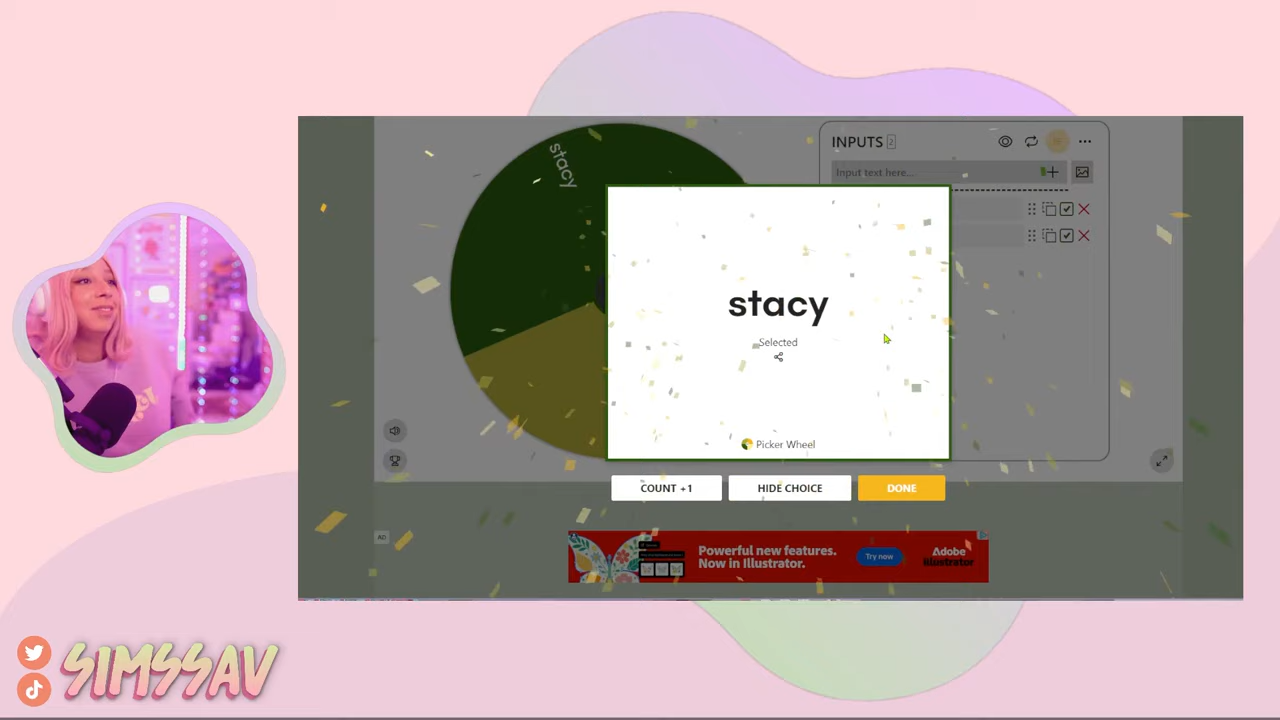 stacy
INPUTS 2
Input text here...
stacy
Selected
Picker Wheel
COUNT +1
HIDE CHOICE
DONE
AD
Powerful new features.
Now in Illustrator.
Try now
Adobe
Illustrator
SIMSSAV